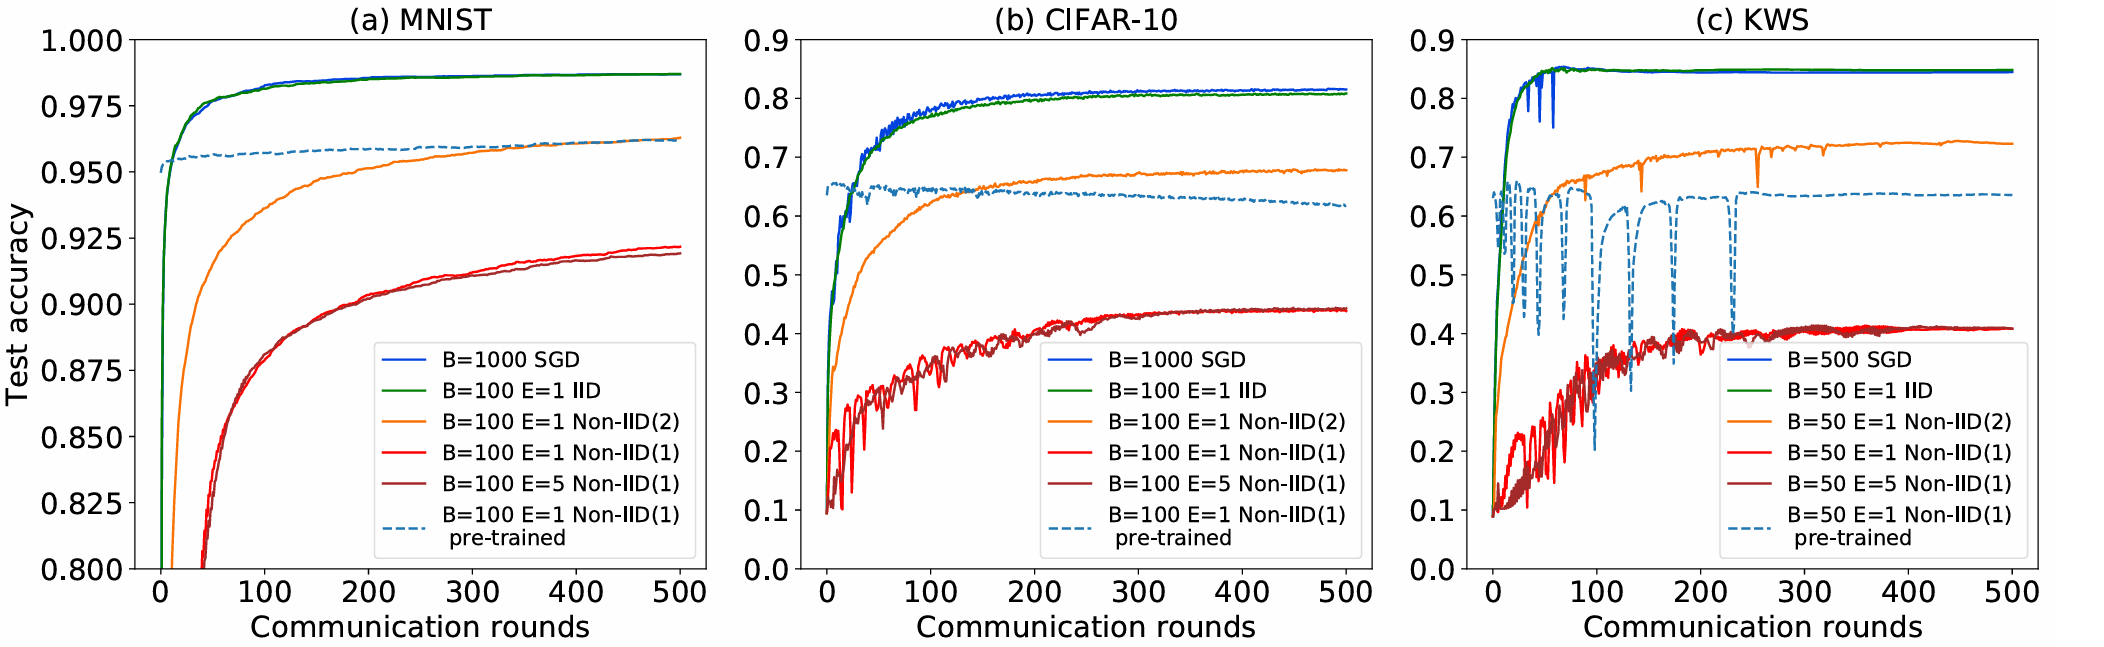 (a) MNIST
1.000
0.975
0.950
0.925
0.900
0.875
0.850
0.825
0.800
Test accuracy
B=1000 SGD
B=100 E=1 IID
B=100 E=1 Non-IID(2)
B=100 E=1 Non-IID(1)
B=100 E=5 Non-IID(1)
B=100 E=1 Non-IID(1)
pre-trained
0 100 200 300 400 500
Communication rounds
(b) CIFAR-10
0.9
0.8
0.7
0.6
0.5
0.4
0.3
0.2
0.1
0.0
B=1000 SGD
B=100 E=1 IID
B=100 E=1 Non-IID(2)
B=100 E=1 Non-IID(1)
B=100 E=5 Non-IID(1)
B=100 E=1 Non-IID(1)
pre-trained
0 100 200 300 400 500
Communication rounds
(c) KWS
0.9
0.8
0.7
0.6
0.5
0.4
0.3
0.2
0.1
0.0
B=500 SGD
B=50 E=1 IID
B=50 E=1 Non-IID(2)
B=50 E=1 Non-IID(1)
B=50 E=5 Non-IID(1)
B=50 E=1 Non-IID(1)
pre-trained
0 100 200 300 400 500
Communication rounds